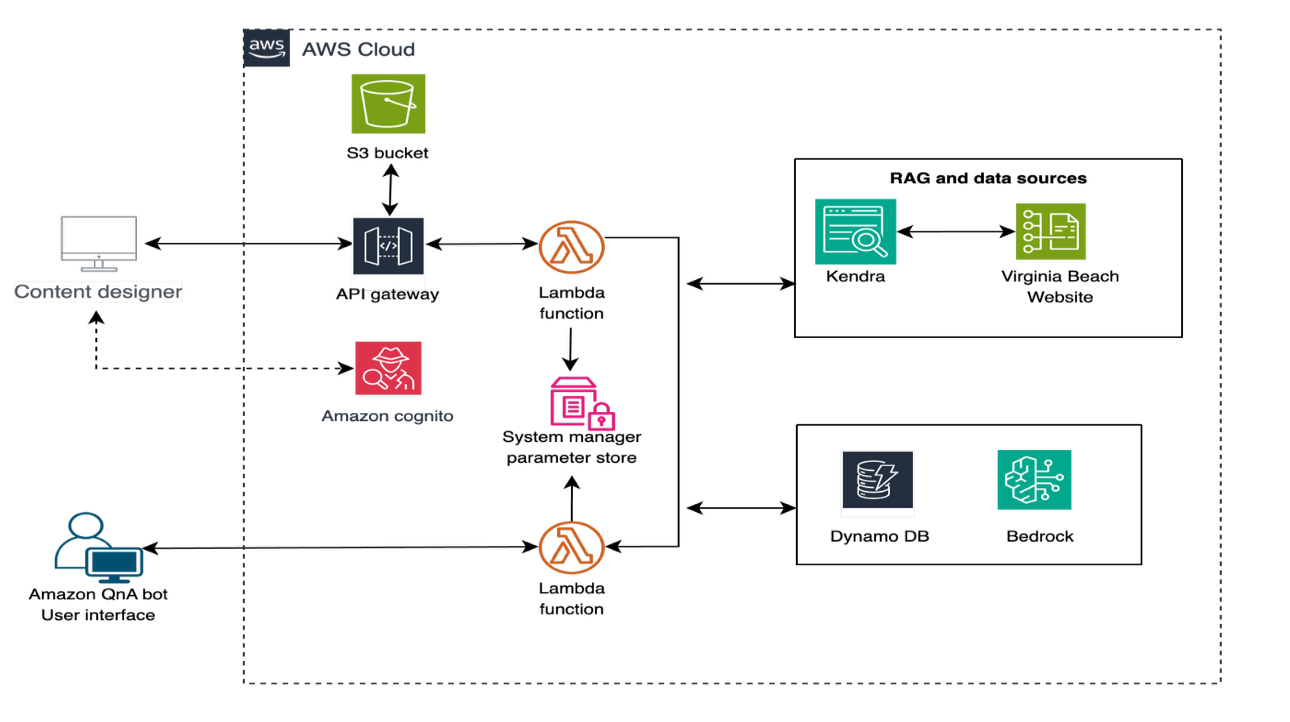 aws
AWS Cloud
S3 bucket
RAG and data sources
</>
Content designer
API gateway
Lambda
function
Kendra
Virginia Beach
Website
Amazon cognito
System manager
parameter store
Dynamo DB
Bedrock
Amazon QnA bot
User interface
Lambda
function